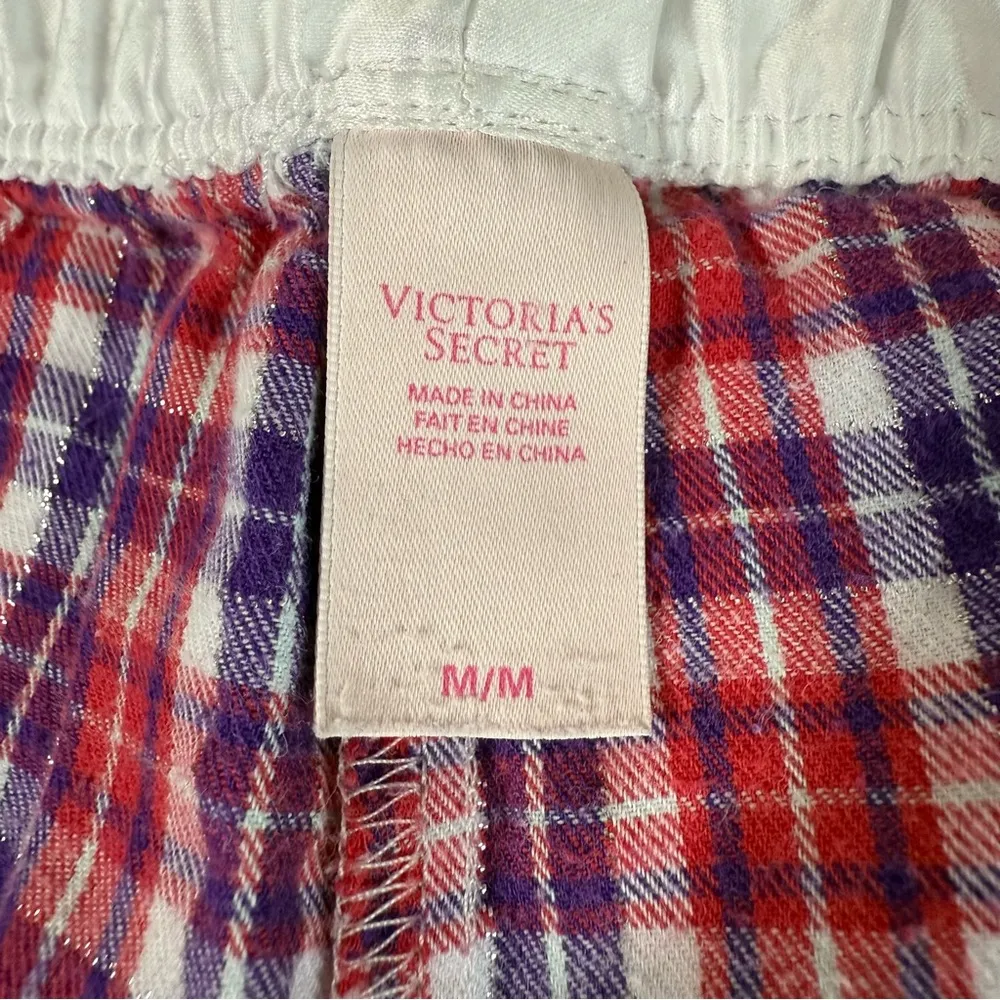 VICTORIA'S
SECRET
MADE IN CHINA
FAIT EN CHINE
HECHO EN CHINA
M/M